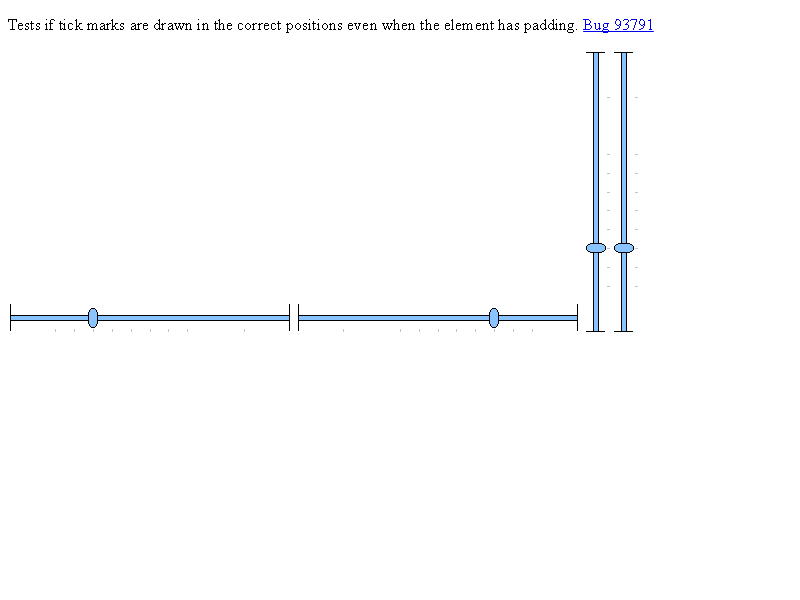 Tests if tick marks are drawn in the correct positions even when the element has padding. Bug 93791